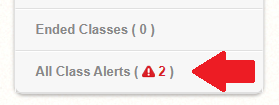 Ended Classes ( 0 )
All Class Alerts ( 2 )